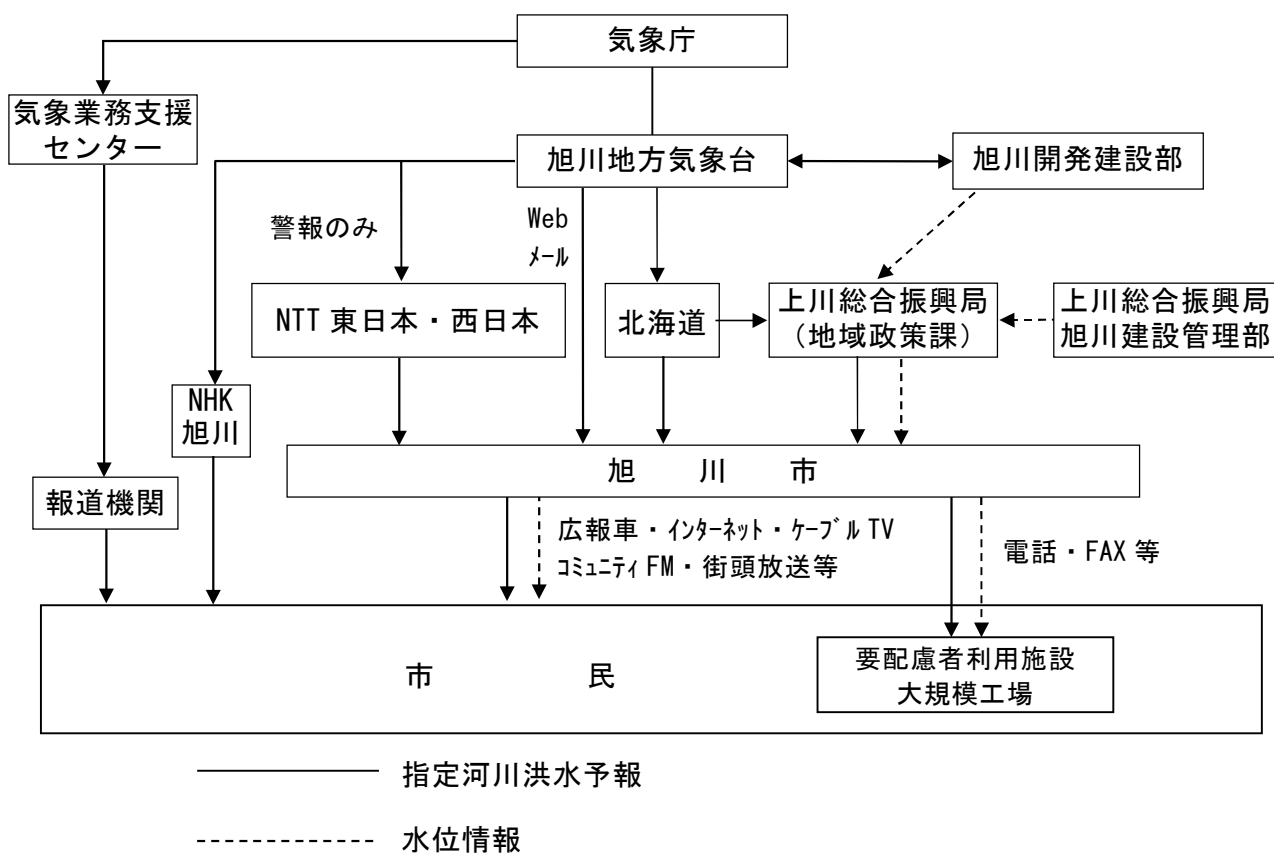 気象庁
気象業務支援
センター
旭川地方気象台
旭川開発建設部
警報のみ
Web
ﾒｰﾙ
NTT 東日本・西日本
北海道
上川総合振興局
（地域政策課）
上川総合振興局
旭川建設管理部
NHK
旭川
旭川市
報道機関
広報車・ｲﾝﾀｰﾈｯﾄ・ｹｰﾌﾞﾙ TV
ｺﾐｭﾆﾃｨ FM・街頭放送等
電話・FAX 等
市民
要配慮者利用施設
大規模工場
指定河川洪水予報
水位情報